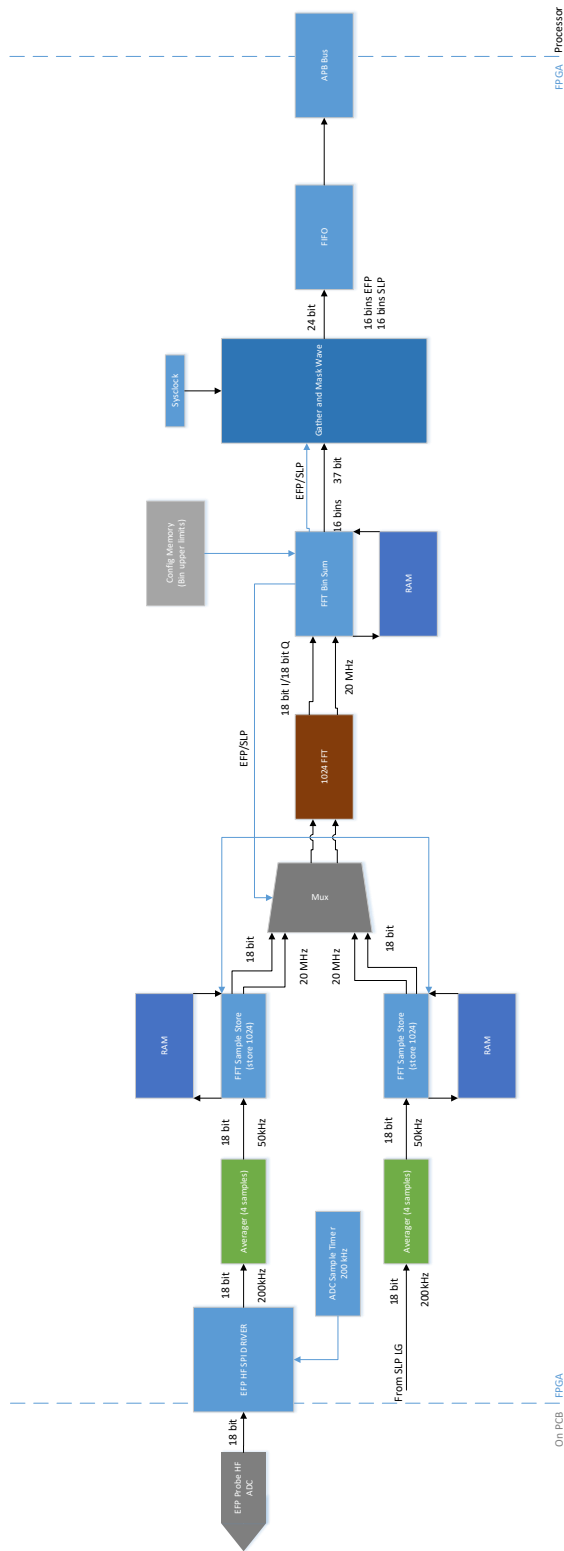 EFP Probe HF
ADC
18 bit
EFP HF SPI DRIVER
ADC Sample Timer
200 kHz
18 bit
200kHz
From SLP LG
18 bit
200kHz
Averager (4 samples)
Averager (4 samples)
18 bit
50kHz
18 bit
50kHz
RAM
FFT Sample Store
(store 1024)
FFT Sample Store
(store 1024)
RAM
18 bit
20 MHz
20 MHz
18 bit
Mux
EFP/SLP
1024 FFT
18 bit I/18 bit Q
20 MHz
Config Memory
(Bin upper limits)
FFT Bin Sum
RAM
EFP/SLP
16 bins
37 bit
Sysclock
Gather and Mask Wave
24 bit
16 bins EFP
16 bins SLP
FIFO
APB Bus
On PCB
FPGA
FPGA
Processor